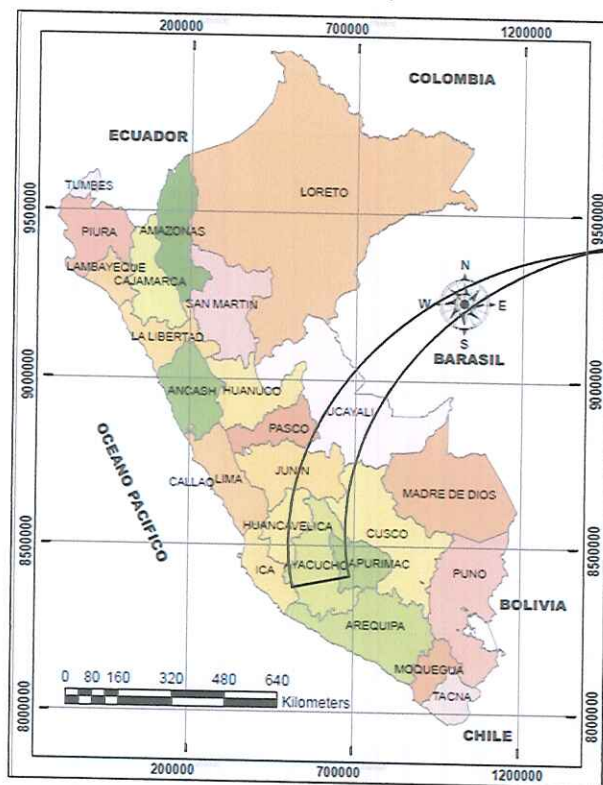 200000 700000 1200000
COLOMBIA
ECUADOR
TUMBES
LORETO
9500000 9500000
PIURA
AMAZONAS
LAMBAYEQUE
CAJAMARCA
SAN MARTIN
N
W E
S
LA LIBERTAD
BARASIL
9000000 9000000
ANCASH
HUANUCO
UCAYALI
PASCO
OCEANO PACIFICO
CALLAO
LIMA
JUNIN
MADRE DE DIOS
HUANCAVELICA
CUSCO
8500000 8500000
ICA
AYACUCHO
APURIMAC
PUNO
BOLIVIA
AREQUIPA
MOQUEGUA
0 80 160 320 480 640
Kilometers
TACNA
8000000 8000000
CHILE
200000 700000 1200000